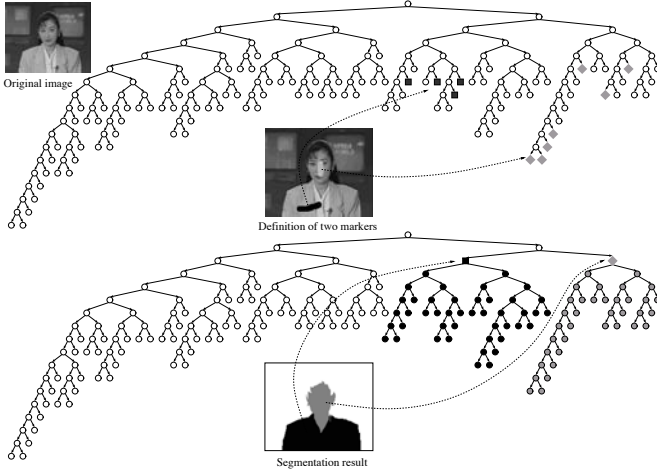 Original image
Definition of two markers
Segmentation result